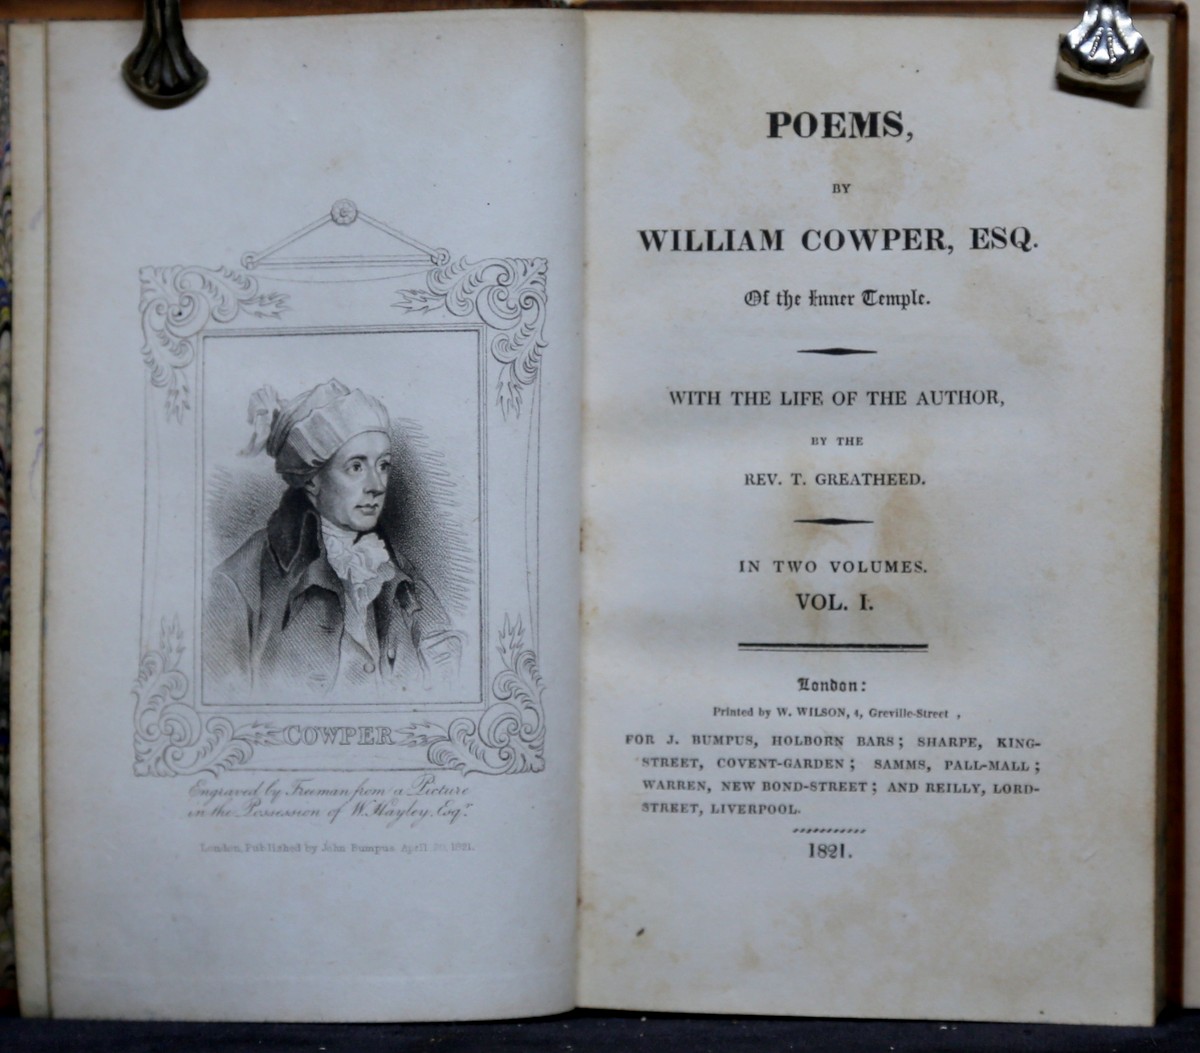 COWPER
Engraved by Freeman from a Picture
in the Possession of W. Hayley, Esqr.
London, Published by John Bumpus, April 1821.
POEMS,
BY
WILLIAM COWPER, ESQ.
Of the Inner Temple.
WITH THE LIFE OF THE AUTHOR,
BY THE
REV. T. GREATHEED.
IN TWO VOLUMES.
VOL. I.
London:
Printed by W. WILSON, 4, Greville-Street ,
FOR J. BUMPUS, HOLBORN BARS; SHARPE, KING-
STREET, COVENT-GARDEN; SAMMS, PALL-MALL;
WARREN, NEW BOND-STREET; AND REILLY, LORD-
STREET, LIVERPOOL.
1821.